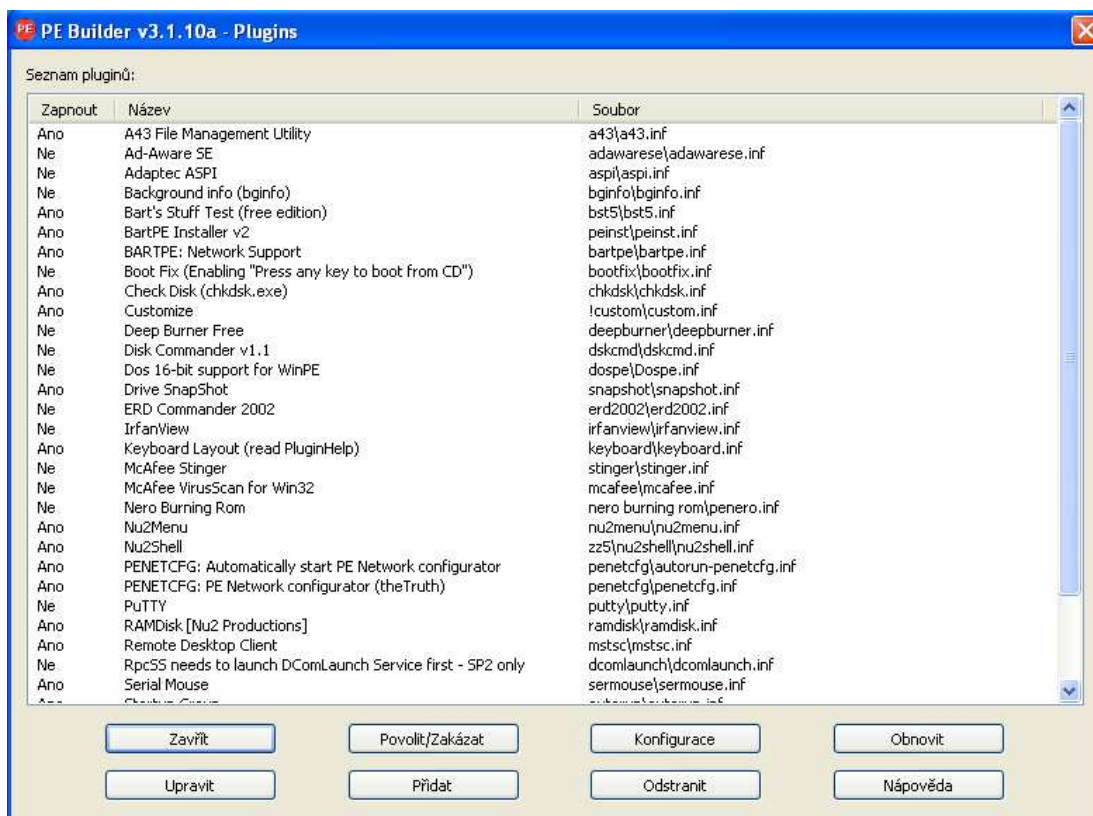 PE Builder v3.1.10a - Plugins
Seznam pluginů:
Zapnout Název Soubor
Ano A43 File Management Utility a43\a43.inf
Ne Ad-Aware SE adawarese\adawarese.inf
Ne Adaptec ASPI aspi\aspi.inf
Ne Background info (bginfo) bginfo\bginfo.inf
Ano Bart's Stuff Test (free edition) bst5\bst5.inf
Ano BartPE Installer v2 peinst\peinst.inf
Ano BARTPE: Network Support bartpe\bartpe.inf
Ne Boot Fix (Enabling "Press any key to boot from CD") bootfix\bootfix.inf
Ano Check Disk (chkdsk.exe) chkdsk\chkdsk.inf
Ano Customize !custom\custom.inf
Ne Deep Burner Free deepburner\deepburner.inf
Ne Disk Commander v1.1 dskcmd\dskcmd.inf
Ne Dos 16-bit support for WinPE dospe\Dospe.inf
Ano Drive SnapShot snapshot\snapshot.inf
Ne ERD Commander 2002 erd2002\erd2002.inf
Ne IrfanView irfanview\irfanview.inf
Ano Keyboard Layout (read PluginHelp) keyboard\keyboard.inf
Ne McAfee Stinger stinger\stinger.inf
Ne McAfee VirusScan for Win32 mcafee\mcafee.inf
Ne Nero Burning Rom nero burning rom\penero.inf
Ano Nu2Menu nu2menu\nu2menu.inf
Ano Nu2Shell zz5\nu2shell\nu2shell.inf
Ano PENETCFG: Automatically start PE Network configurator penetcfg\autorun-penetcfg.inf
Ano PENETCFG: PE Network configurator (theTruth) penetcfg\penetcfg.inf
Ne PuTTY putty\putty.inf
Ano RAMDisk [Nu2 Productions] ramdisk\ramdisk.inf
Ano Remote Desktop Client mstsc\mstsc.inf
Ne RpcSS needs to launch DComLaunch Service first - SP2 only dcomlaunch\dcomlaunch.inf
Ano Serial Mouse sermouse\sermouse.inf
Zavřít Povolit/Zakázat Konfigurace Obnovit
Upravit Přidat Odstranit Nápověda